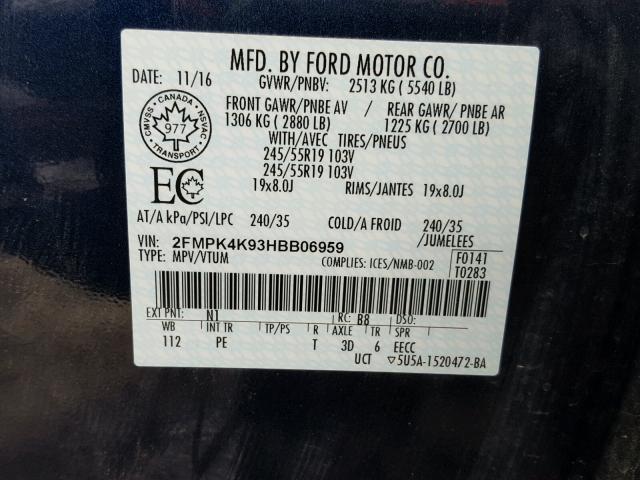 MFD. BY FORD MOTOR CO.
DATE: 11/16 GVWR/PNBV: 2513 KG ( 5540 LB)
FRONT GAWR/PNBE AV / REAR GAWR/ PNBE AR
1306 KG ( 2880 LB) 1225 KG ( 2700 LB)
CANADA
CMVSS 977 NSVAC
TRANSPORT
WITH/AVEC TIRES/PNEUS
245/55R19 103V
245/55R19 103V
EC 19x8.0J RIMS/JANTES 19x8.0J
AT/A kPa/PSI/LPC 240/35 COLD/A FROID 240/35
/JUMELEES
VIN: 2FMPK4K93HBB06959
TYPE: MPV/VTUM COMPLIES: ICES/NMB-002 F0141
T0283
EXT PNT: N1 RC: B8 DSO:
WB INT TR TP/PS R AXLE TR SPR
112 PE T 3D 6 EECC
UCT ▽5U5A-1520472-BA